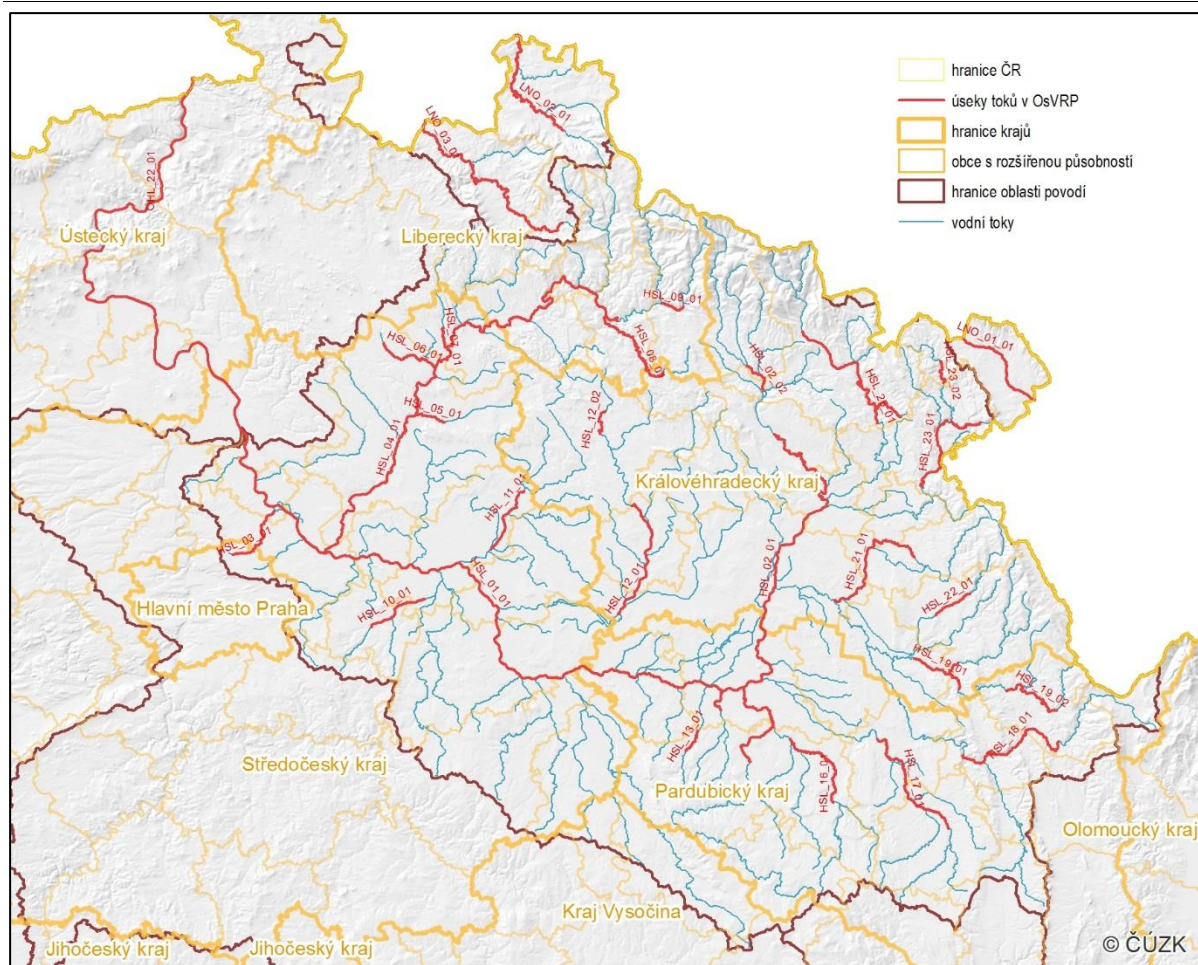 hranice ČR
úseky toků v OsVRP
hranice krajů
obce s rozšířenou působností
hranice oblasti povodí
vodní toky
LNO_02_01
OHL_22_01
Ústecký kraj
Liberecký kraj
HSL_09_01
LNO_01_01
HSL_06_01
HSL_07_01
HSL_02_02
HSL_23_02
HSL_05_01
HSL_12_02
HSL_04_01
HSL_23_01
Královéhradecký kraj
HSL_11_01
HSL_03_01
HSL_01_01
HSL_02_01
HSL_21_01
HSL_12_01
HSL_22_01
Hlavní město Praha
HSL_10_01
HSL_19_01
HSL_19_02
HSL_13_01
HSL_18_01
Středočeský kraj
HSL_17_01
Pardubický kraj
Olomoucký kraj
Kraj Vysočina
Jihočeský kraj
Jihočeský kraj
© ČÚZK